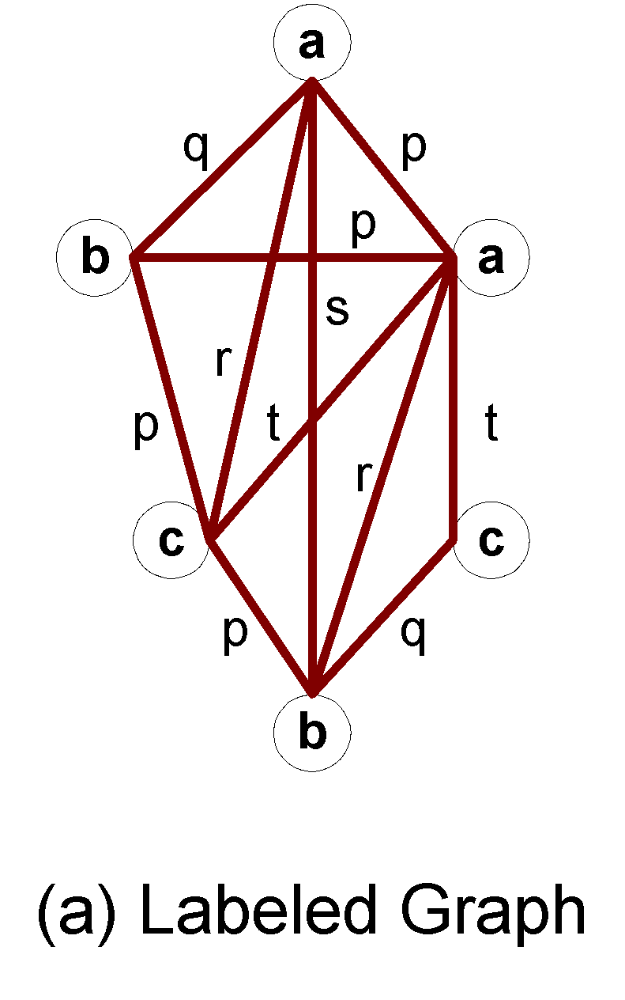 a
q p
p
b a
s
r
p t t
r
c c
p q
b
(a) Labeled Graph